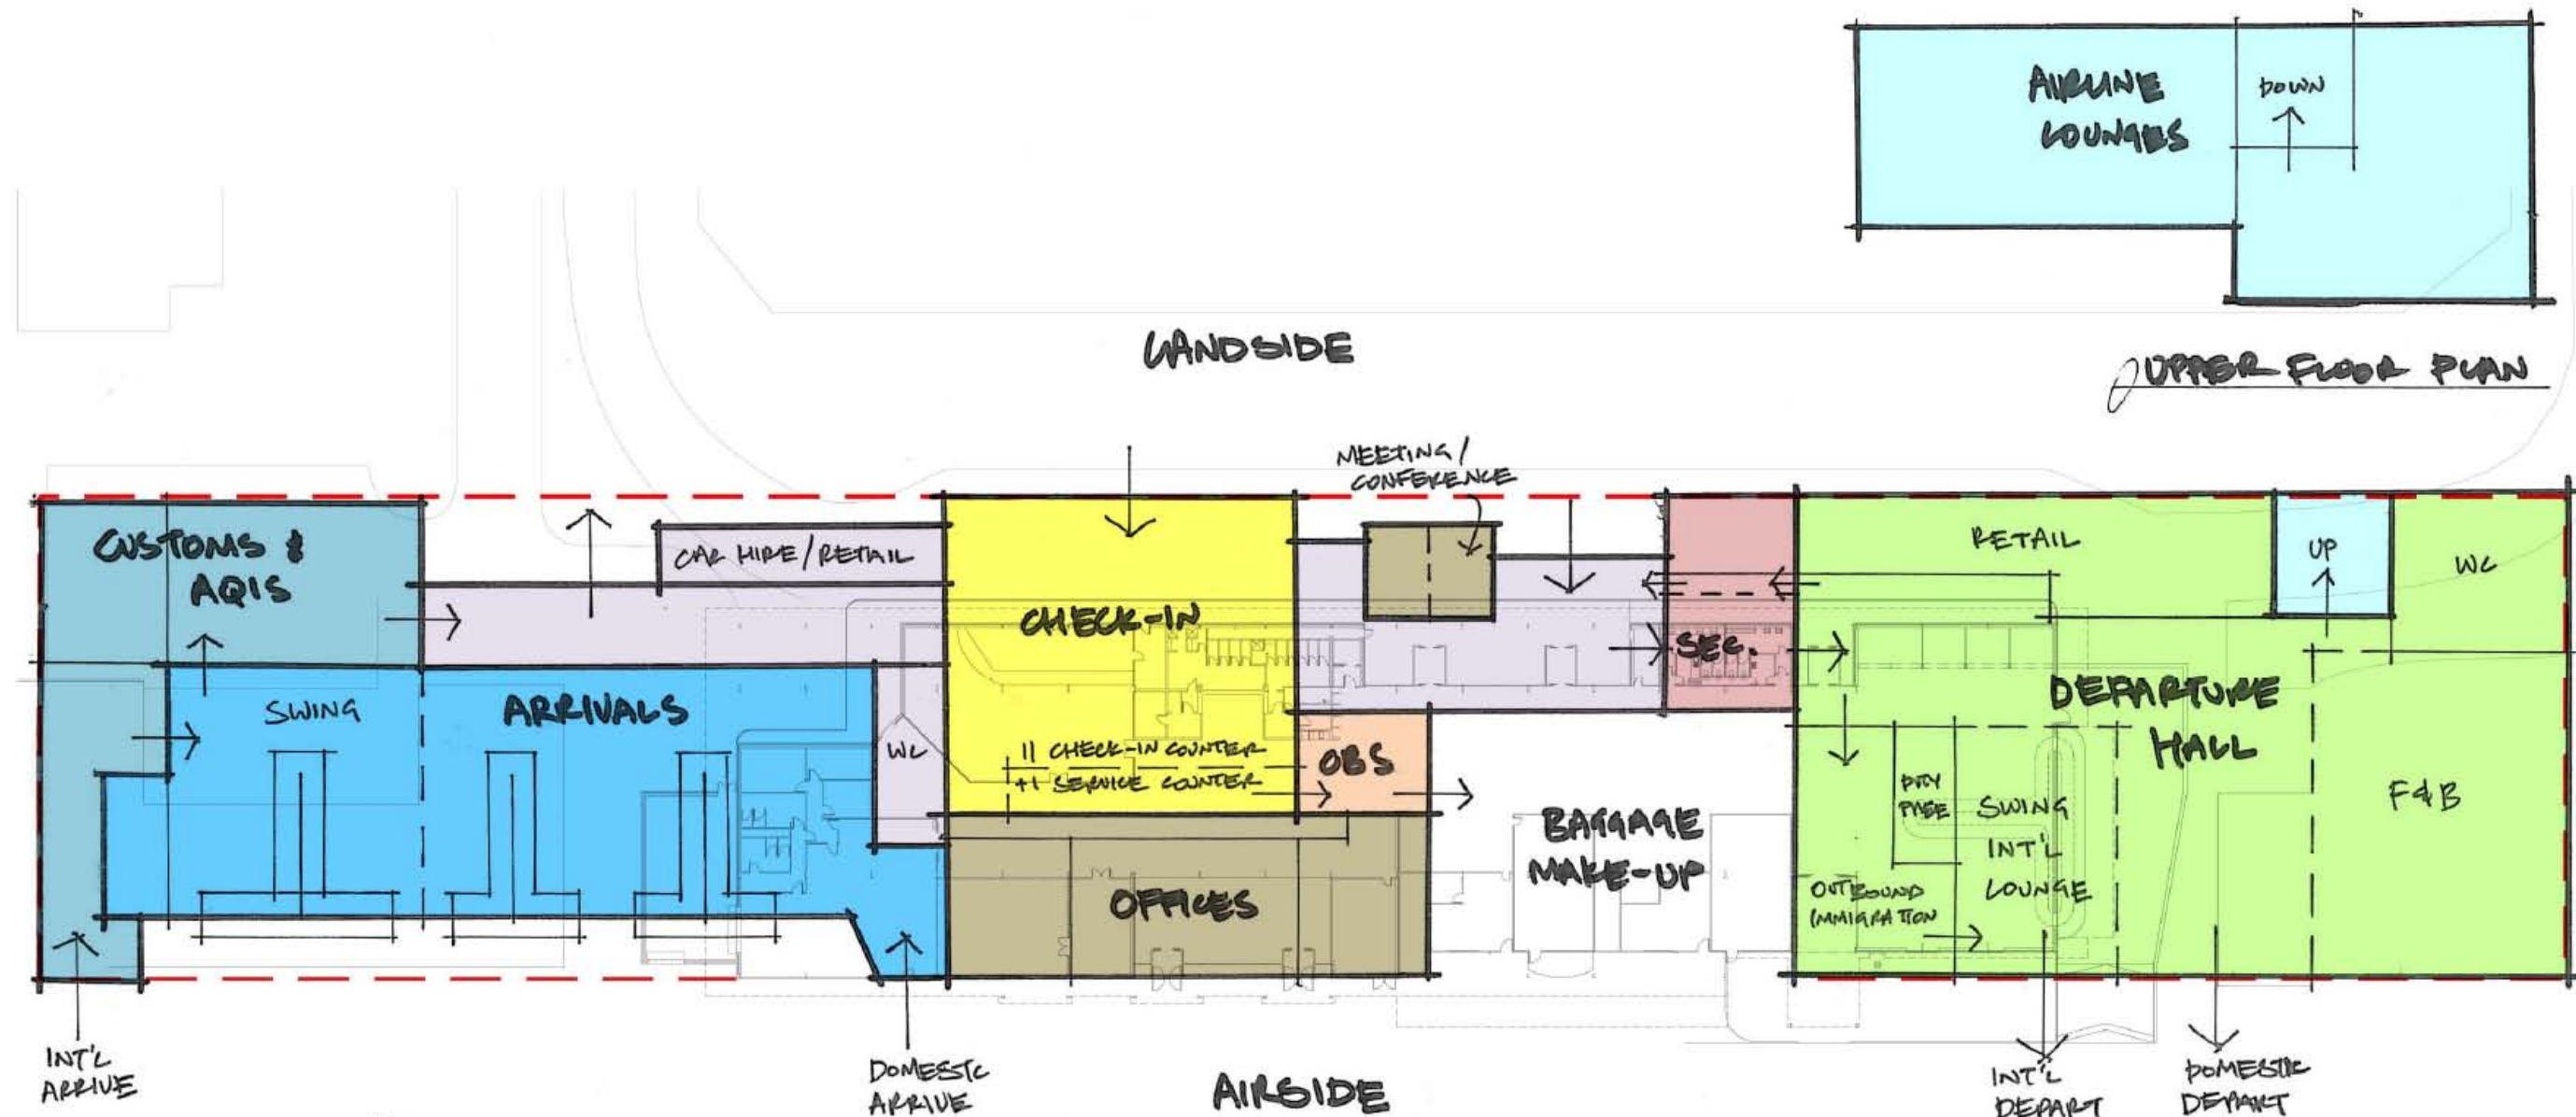 AIRLINE
LOUNGES
DOWN
LANDSIDE
UPPER FLOOR PLAN
MEETING/
CONFERENCE
CUSTOMS &
AQIS
CAR HIRE/RETAIL
CHECK-IN
SEC.
RETAIL
UP
WC
SWING
ARRIVALS
WC
11 CHECK-IN COUNTER
+1 SERVICE COUNTER
OBS
DEPARTURE
HALL
DUTY
FREE
SWING
INT'L
LOUNGE
F&B
BAGGAGE
MAKE-UP
OFFICES
OUTBOUND
IMMIGRATION
INT'L
ARRIVE
DOMESTC
ARRIVE
AIRSIDE
INT'L
DEPART
DOMESTIC
DEPART